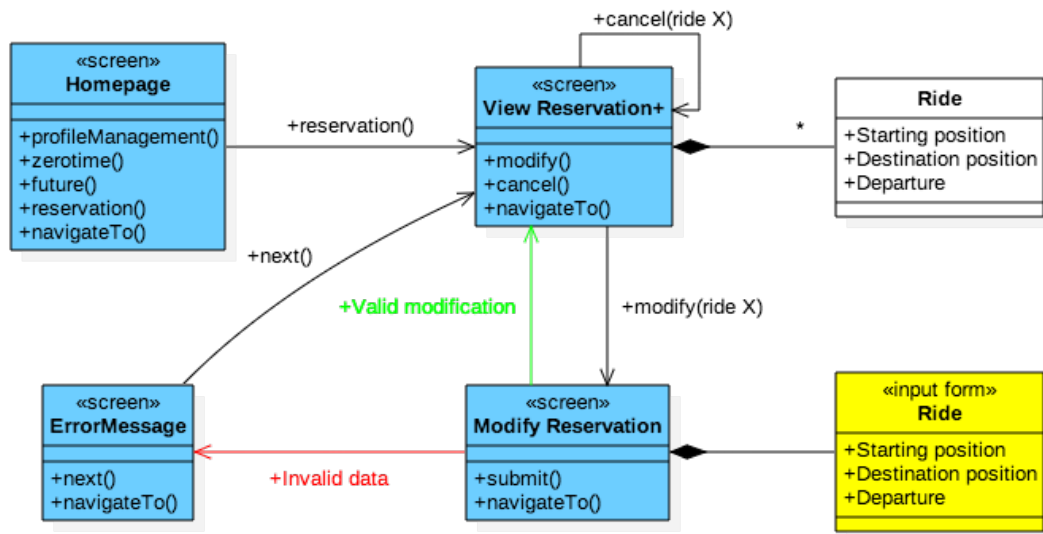 +cancel(ride X)
«screen»
Homepage
+profileManagement()
+zerotime()
+future()
+reservation()
+navigateTo()
+reservation()
«screen»
View Reservation+
+modify()
+cancel()
+navigateTo()
*
Ride
+Starting position
+Destination position
+Departure
+next()
+Valid modification
+modify(ride X)
«screen»
ErrorMessage
+next()
+navigateTo()
+Invalid data
«screen»
Modify Reservation
+submit()
+navigateTo()
«input form»
Ride
+Starting position
+Destination position
+Departure